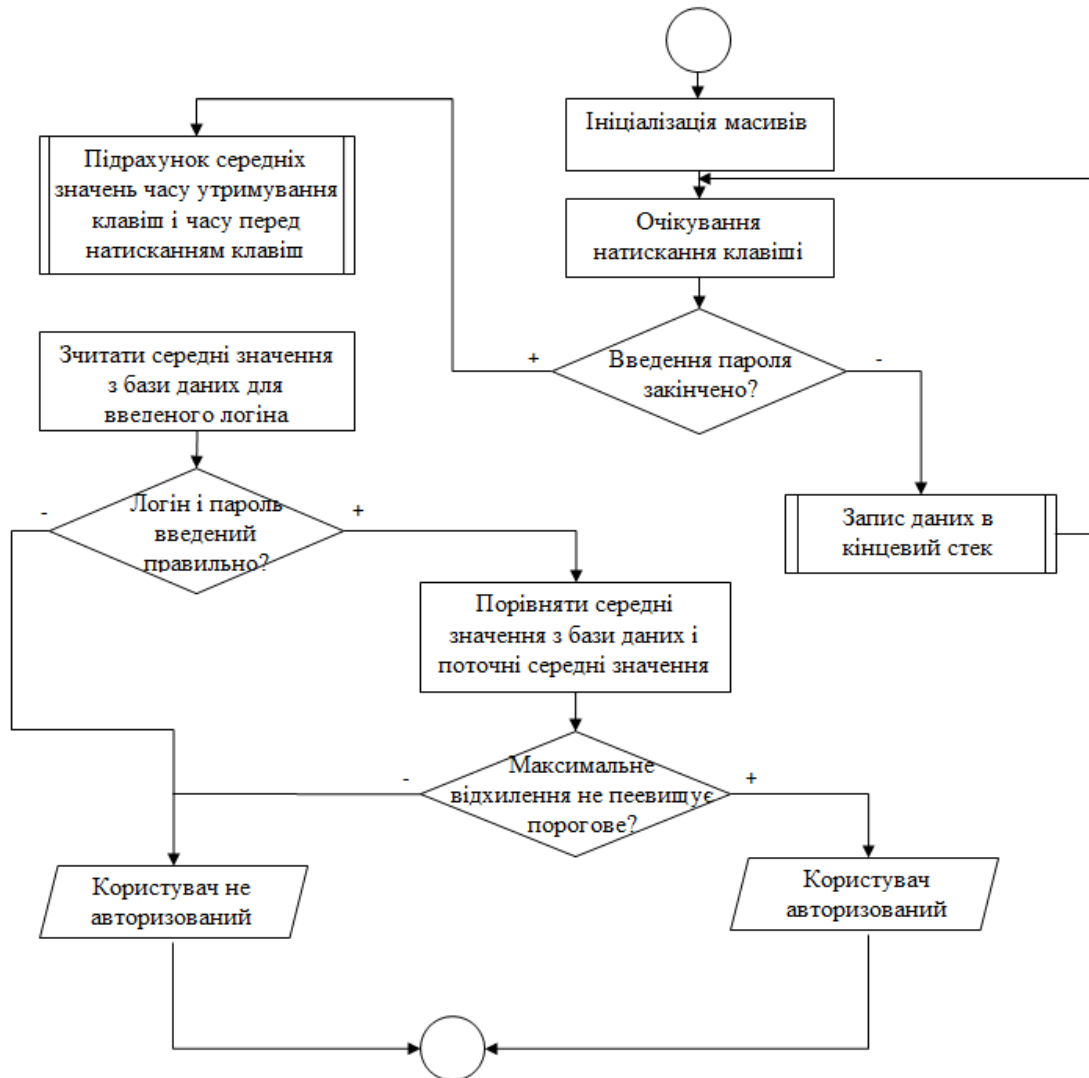 Ініціалізація масивів
Підрахунок середніх
значень часу утримування
клавіш і часу перед
натисканням клавіш
Очікування
натискання клавіші
Зчитати середні значення
з бази даних для
введеного логіна
+
Введення пароля
закінчено?
-
-
Логін і пароль
введений
правильно?
+
Запис даних в
кінцевий стек
Порівняти середні
значення з бази даних і
поточні середні значення
-
Максимальне
відхилення не пеевищує
порогове?
+
Користувач не
авторизований
Користувач
авторизований